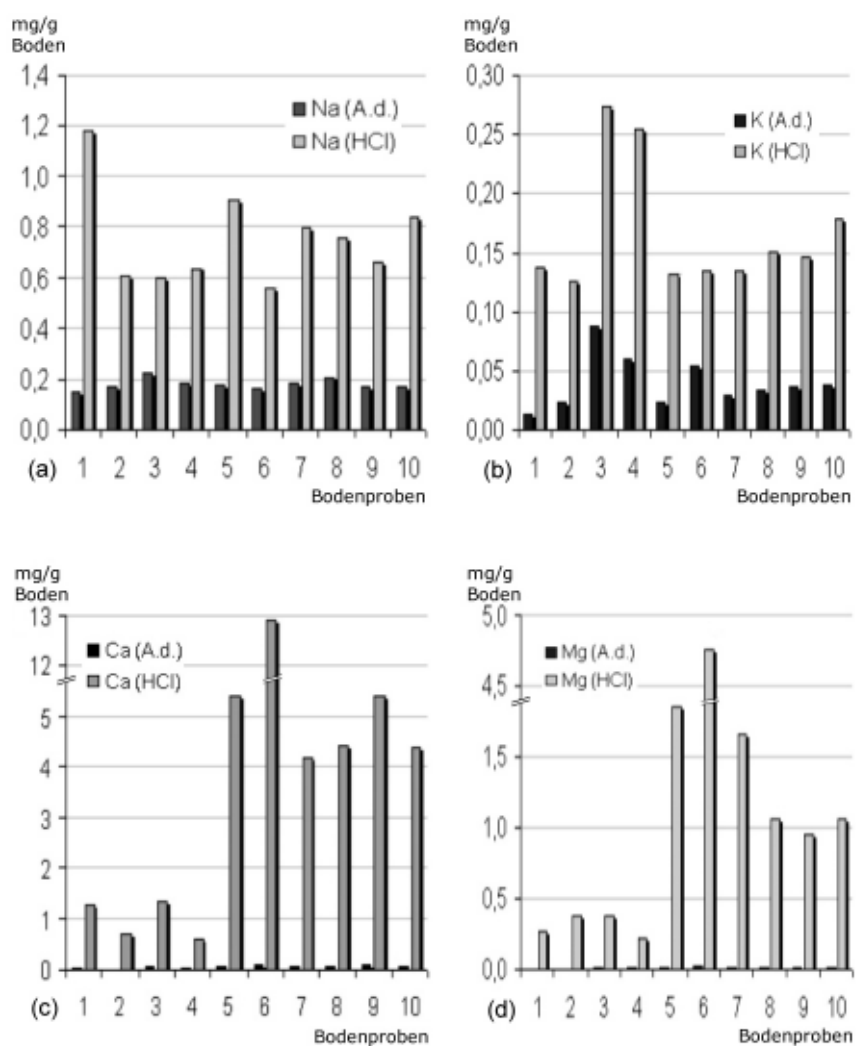 mg/g
Boden
1,4
1,2
1,0
0,8
0,6
0,4
0,2
0,0
Na (A.d.)
Na (HCl)
1 2 3 4 5 6 7 8 9 10
(a)
Bodenproben
mg/g
Boden
0,30
0,25
0,20
0,15
0,10
0,05
0,00
K (A.d.)
K (HCl)
1 2 3 4 5 6 7 8 9 10
(b)
Bodenproben
mg/g
Boden
13
12
5
4
3
2
1
0
Ca (A.d.)
Ca (HCl)
1 2 3 4 5 6 7 8 9 10
(c)
Bodenproben
mg/g
Boden
5,0
4,5
1,5
1,0
0,5
0,0
Mg (A.d.)
Mg (HCl)
1 2 3 4 5 6 7 8 9 10
(d)
Bodenproben